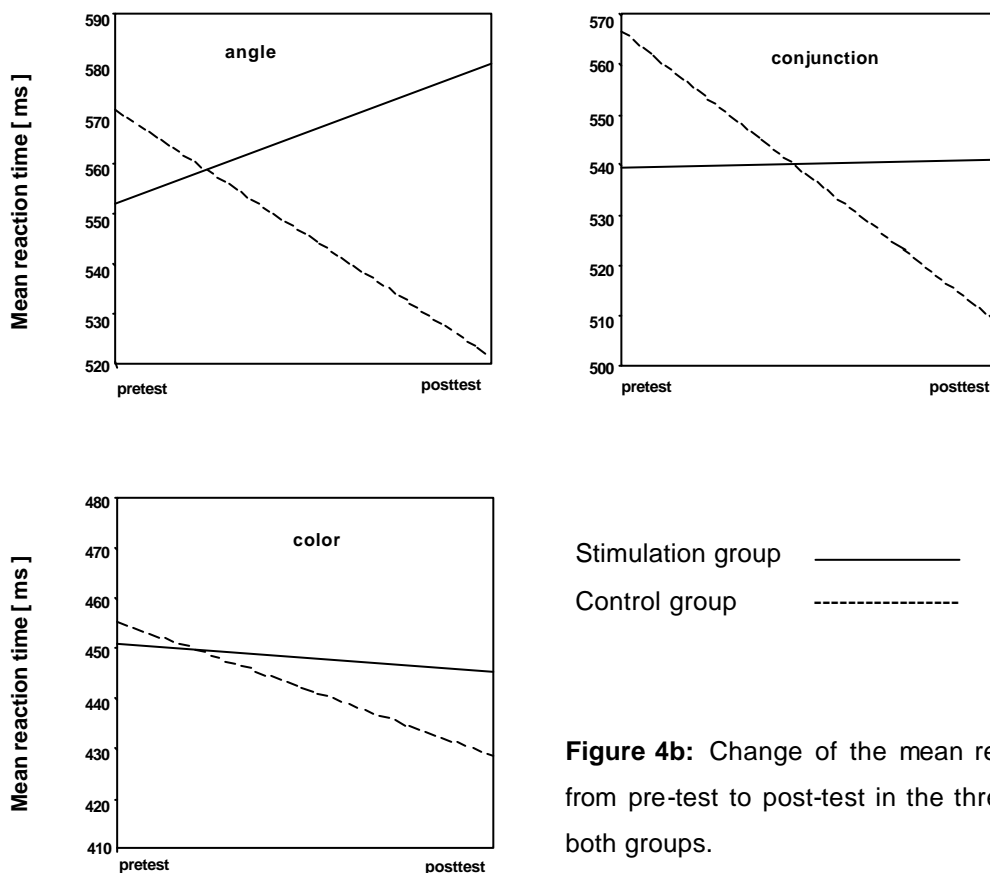 590
580
570
560
550
540
530
520
Mean reaction time [ ms ]
angle
pretest posttest
570
560
550
540
530
520
510
500
conjunction
pretest posttest
480
470
460
450
440
430
420
410
Mean reaction time [ ms ]
color
pretest posttest
Stimulation group
Control group
Figure 4b: Change of the mean re
from pre-test to post-test in the thre
both groups.